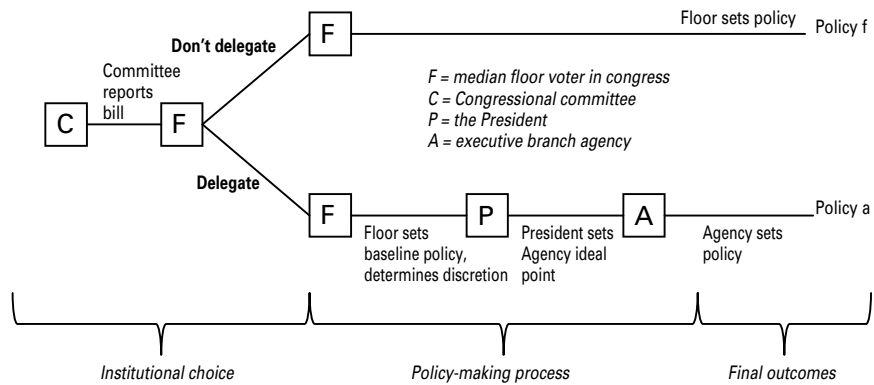 Floor sets policy
Policy f
F
Don't delegate
Committee
reports
bill
F = median floor voter in congress
C = Congressional committee
P = the President
A = executive branch agency
C
F
Delegate
F
P
A
Policy a
Floor sets
baseline policy,
determines discretion
President sets
Agency ideal
point
Agency sets
policy
Institutional choice
Policy-making process
Final outcomes